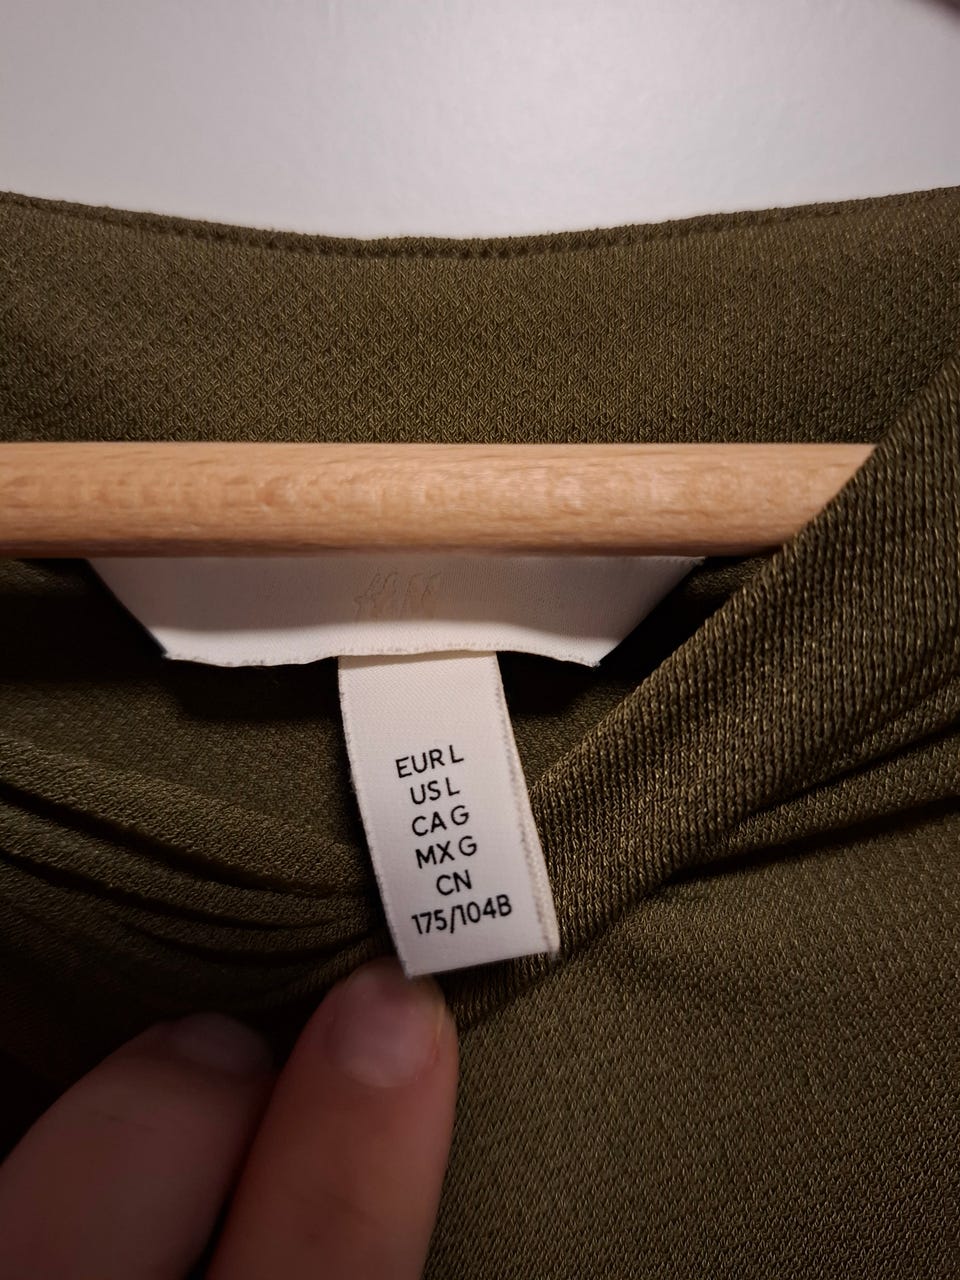 H&M
EUR L
US L
CA G
MX G
CN
175/104B